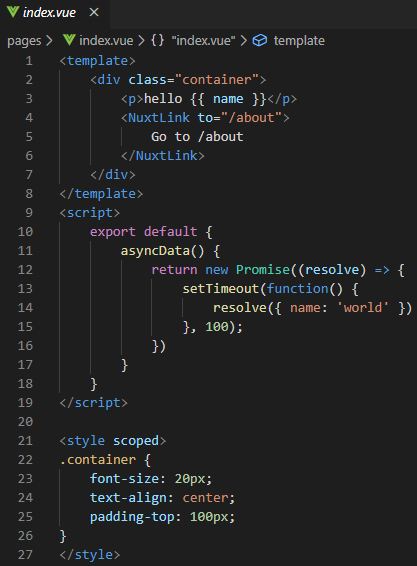 index.vue ×
pages > index.vue > {} "index.vue" > template
1 <template>
2     <div class="container">
3         <p>hello {{ name }}</p>
4         <NuxtLink to="/about">
5             Go to /about
6         </NuxtLink>
7     </div>
8 </template>
9 <script>
10     export default {
11         asyncData() {
12             return new Promise((resolve) => {
13                 setTimeout(function() {
14                     resolve({ name: 'world' })
15                 }, 100);
16             })
17         }
18     }
19 </script>
20
21 <style scoped>
22 .container {
23     font-size: 20px;
24     text-align: center;
25     padding-top: 100px;
26 }
27 </style>